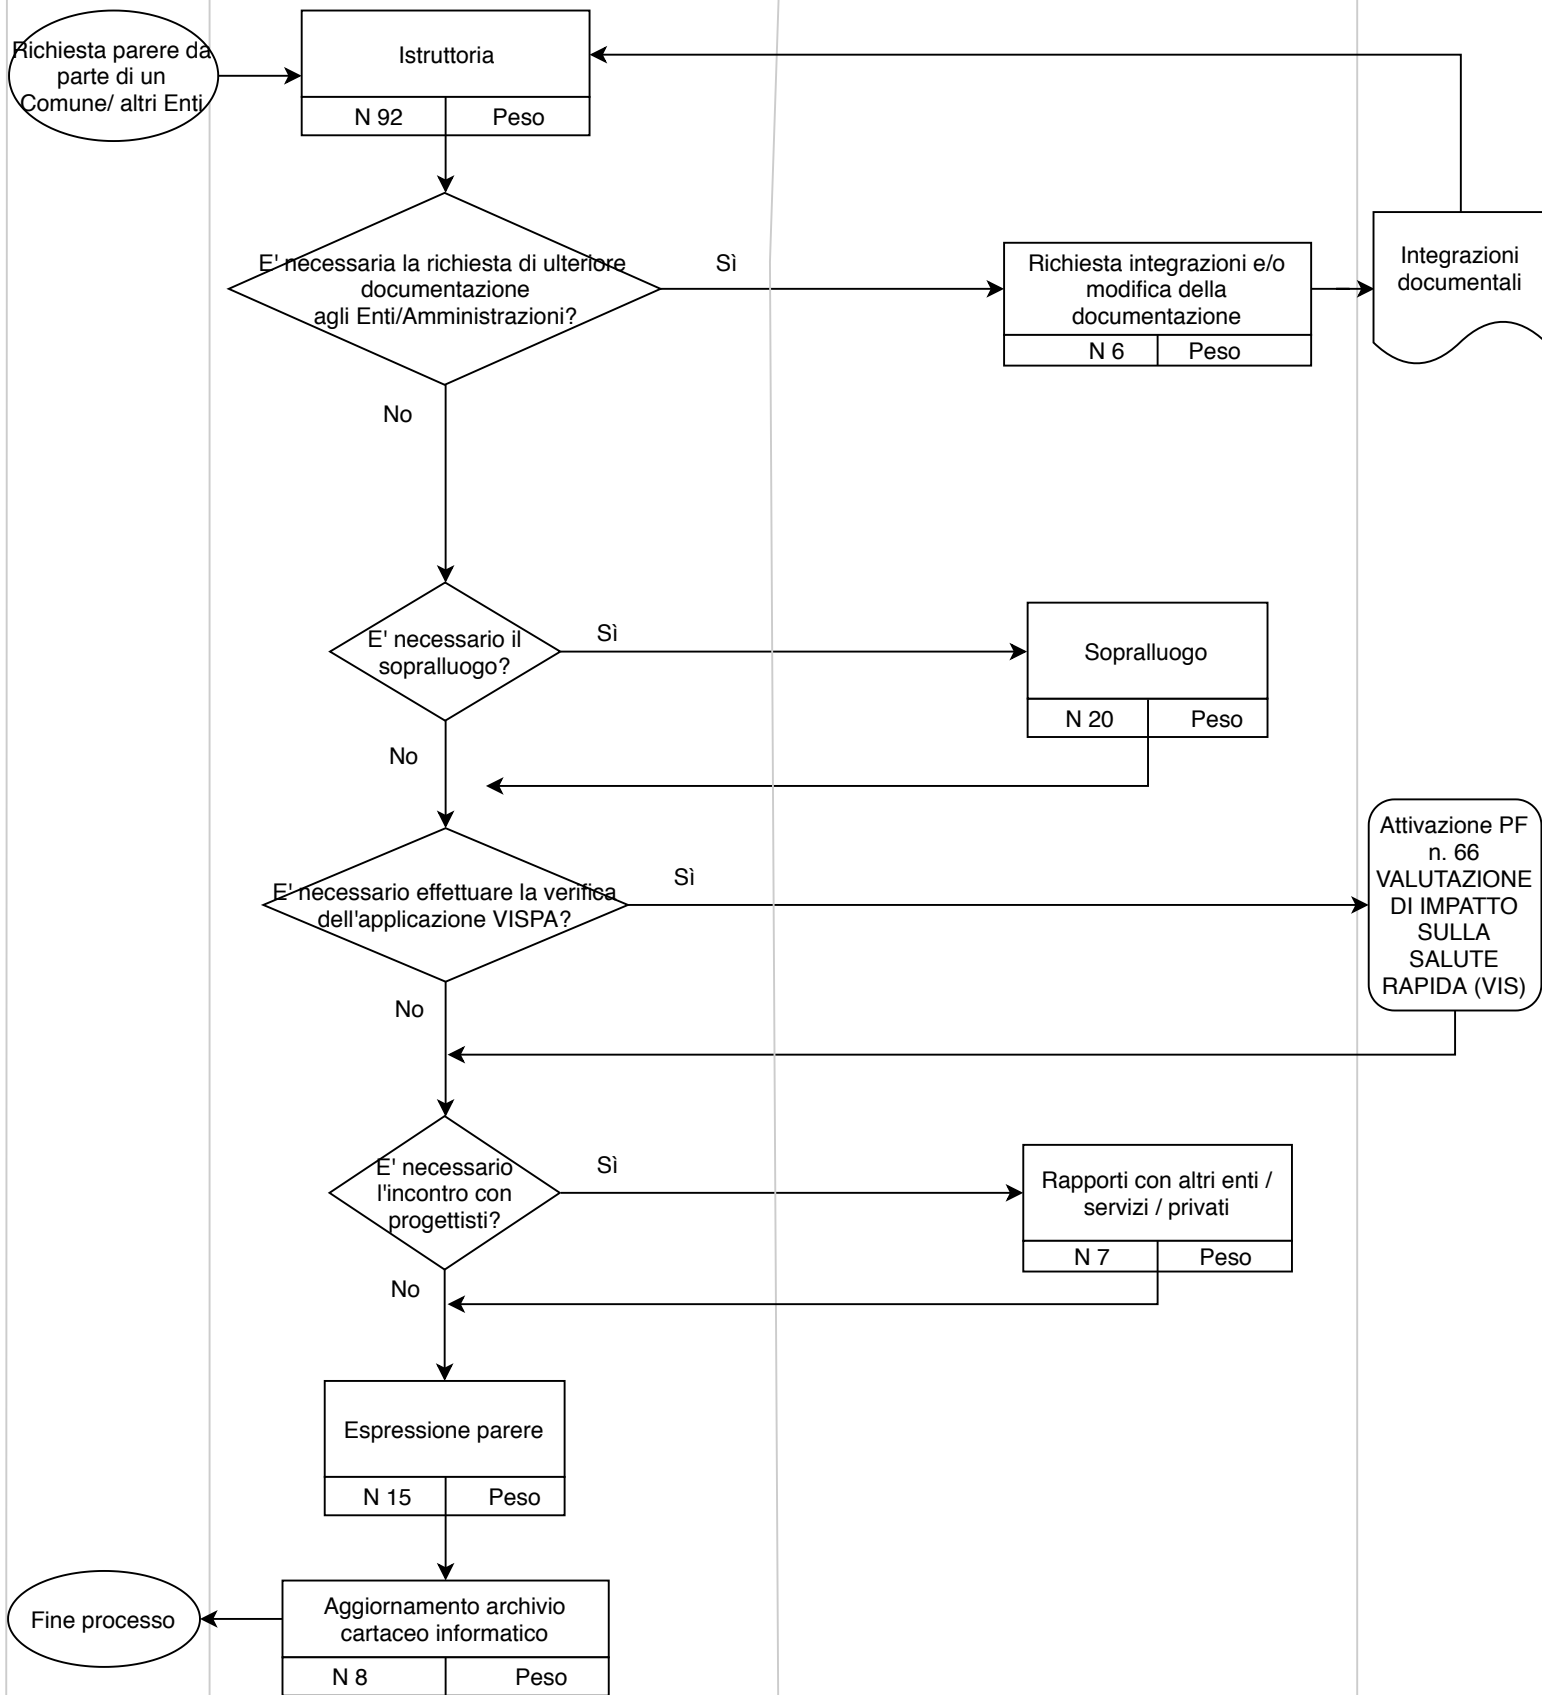 Richiesta parere da
parte di un
Comune/ altri Enti
Istruttoria
N 92
Peso
E' necessaria la richiesta di ulteriore
documentazione
agli Enti/Amministrazioni?
Sì
Richiesta integrazioni e/o
modifica della
documentazione
N 6
Peso
Integrazioni
documentali
No
E' necessario il
sopralluogo?
Sì
Sopralluogo
N 20
Peso
No
E' necessario effettuare la verifica
dell'applicazione VISPA?
Sì
Attivazione PF
n. 66
VALUTAZIONE
DI IMPATTO
SULLA
SALUTE
RAPIDA (VIS)
No
E' necessario
l'incontro con
progettisti?
Sì
Rapporti con altri enti /
servizi / privati
N 7
Peso
No
Espressione parere
N 15
Peso
Aggiornamento archivio
cartaceo informatico
N 8
Peso
Fine processo